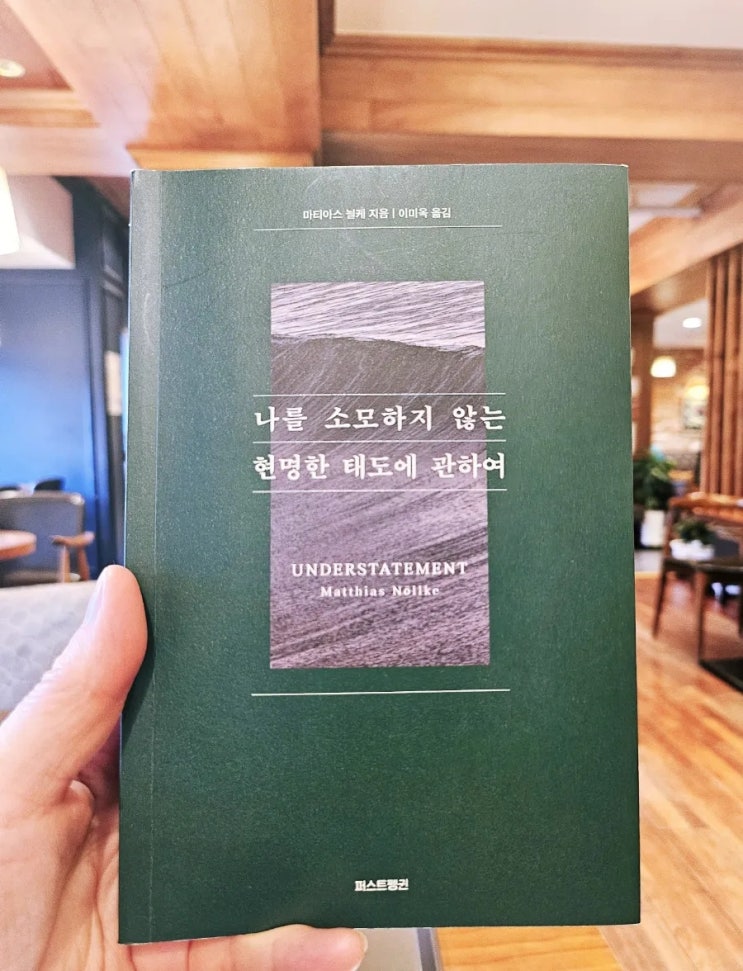 마티아스 뇔케 지음 | 이미옥 옮김
나를 소모하지 않는
현명한 태도에 관하여
UNDERSTATEMENT
Matthias Nöllke
퍼스트펭귄